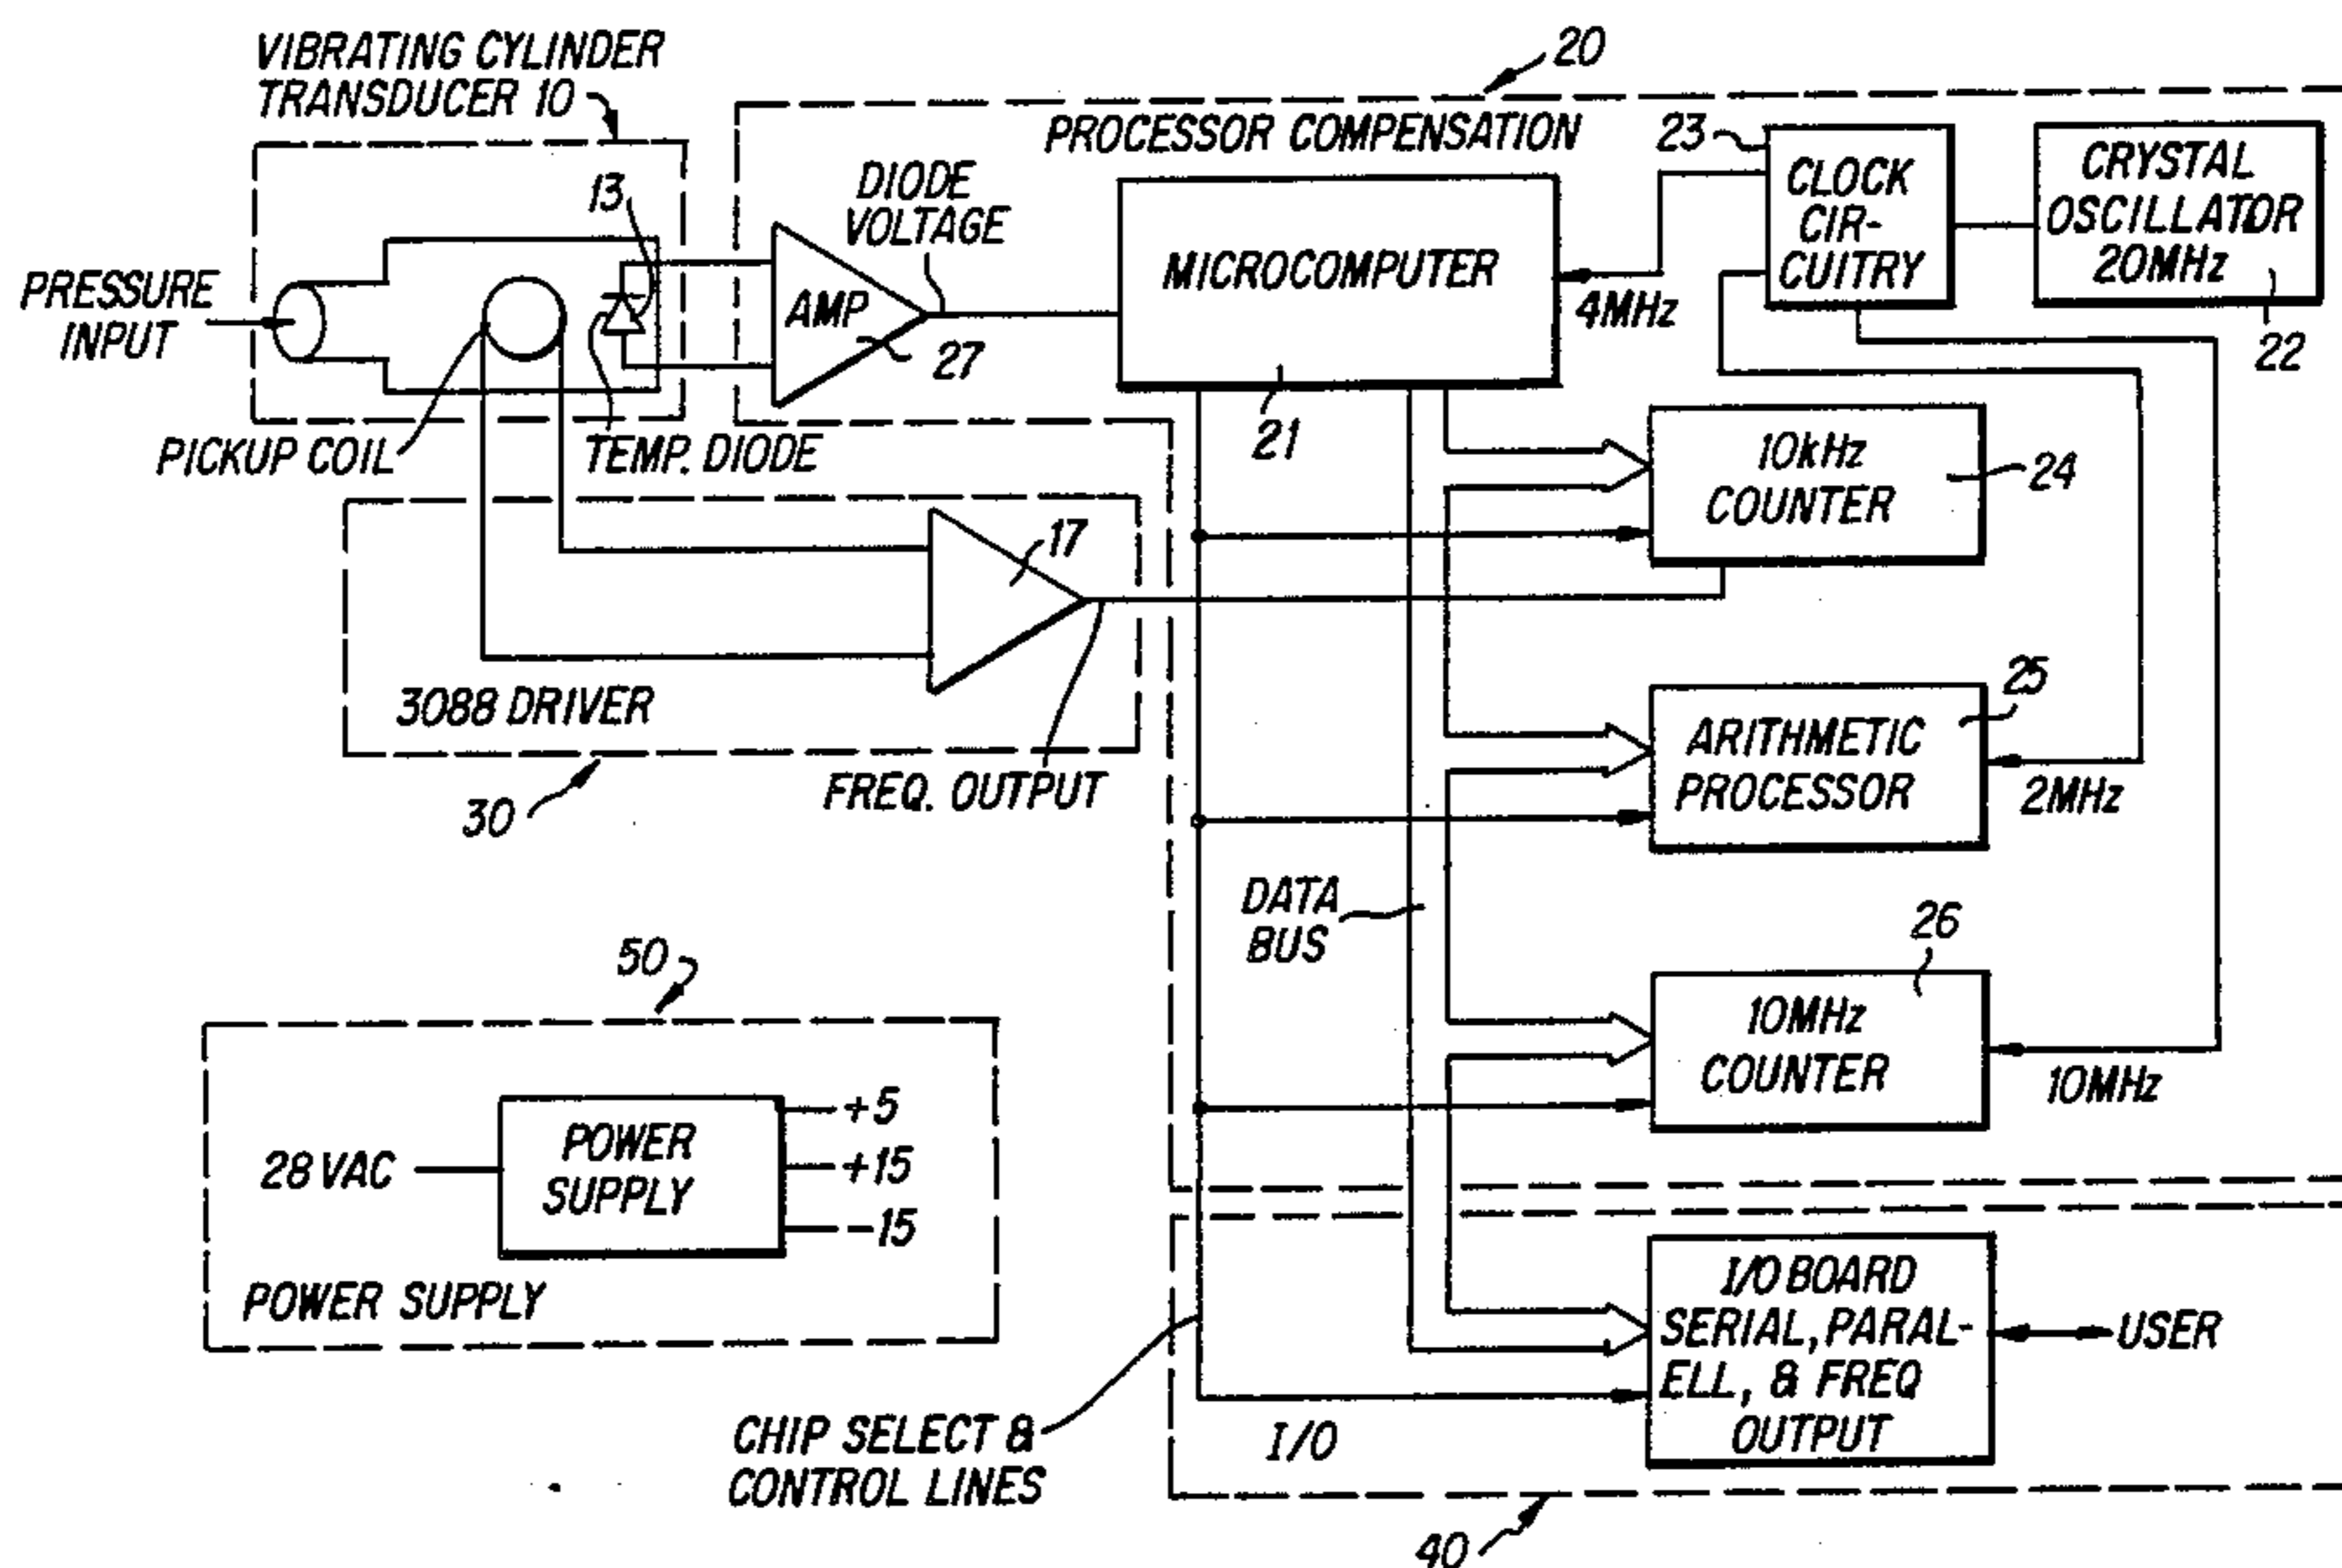 VIBRATING CYLINDER
TRANSDUCER 10
20
PROCESSOR COMPENSATION
23
CLOCK
CIR-
CUITRY
CRYSTAL
OSCILLATOR
20MHz
22
13
DIODE
VOLTAGE
PRESSURE
INPUT
AMP
27
MICROCOMPUTER
21
4MHz
PICKUP COIL
TEMP. DIODE
10kHz
COUNTER
24
17
3088 DRIVER
30
FREQ. OUTPUT
25
ARITHMETIC
PROCESSOR
2MHz
DATA
BUS
26
10MHz
COUNTER
10MHz
50
28 VAC
POWER
SUPPLY
+5
+15
-15
POWER SUPPLY
I/O BOARD
SERIAL, PARAL-
ELL, & FREQ
OUTPUT
USER
CHIP SELECT &
CONTROL LINES
I/O
40